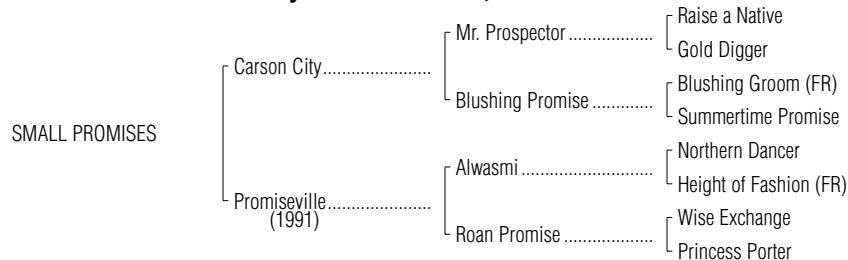 Raise a Native
Mr. Prospector ....................
Gold Digger
Carson City.........................
Blushing Groom (FR)
Blushing Promise ..............
Summertime Promise
SMALL PROMISES
Northern Dancer
Alwasmi ..............................
Height of Fashion (FR)
Promiseville........................
(1991)
Wise Exchange
Roan Promise ....................
Princess Porter